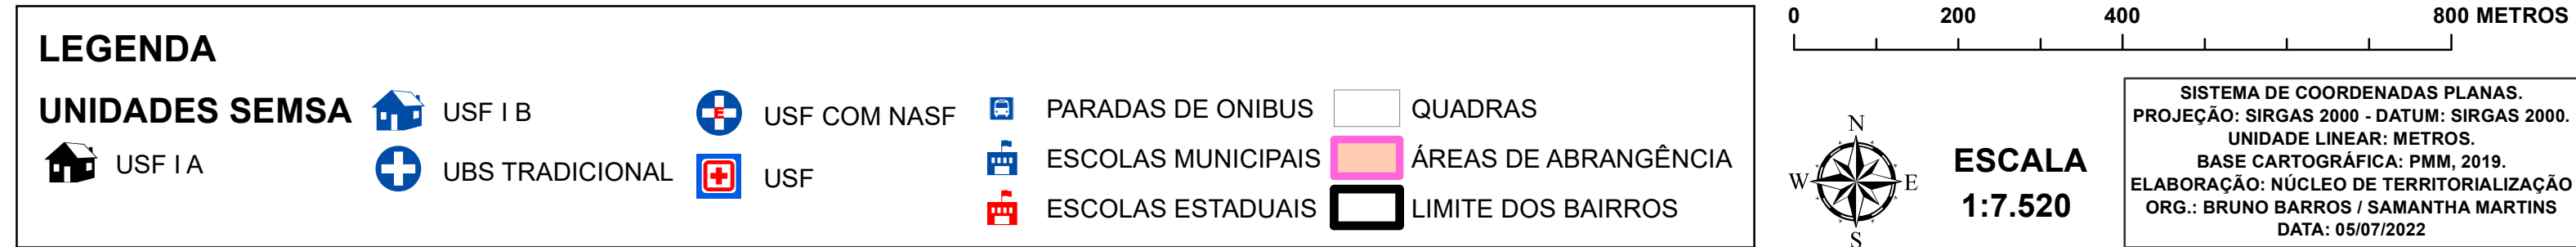 LEGENDA
UNIDADES SEMSA
USF I A
USF I B
UBS TRADICIONAL
USF COM NASF
E
USF
PARADAS DE ONIBUS
ESCOLAS MUNICIPAIS
ESCOLAS ESTADUAIS
QUADRAS
ÁREAS DE ABRANGÊNCIA
LIMITE DOS BAIRROS
0 200 400 800 METROS
N
W E
S
ESCALA
1:7.520
SISTEMA DE COORDENADAS PLANAS.
PROJEÇÃO: SIRGAS 2000 - DATUM: SIRGAS 2000.
UNIDADE LINEAR: METROS.
BASE CARTOGRÁFICA: PMM, 2019.
ELABORAÇÃO: NÚCLEO DE TERRITORIALIZAÇÃO
ORG.: BRUNO BARROS / SAMANTHA MARTINS
DATA: 05/07/2022